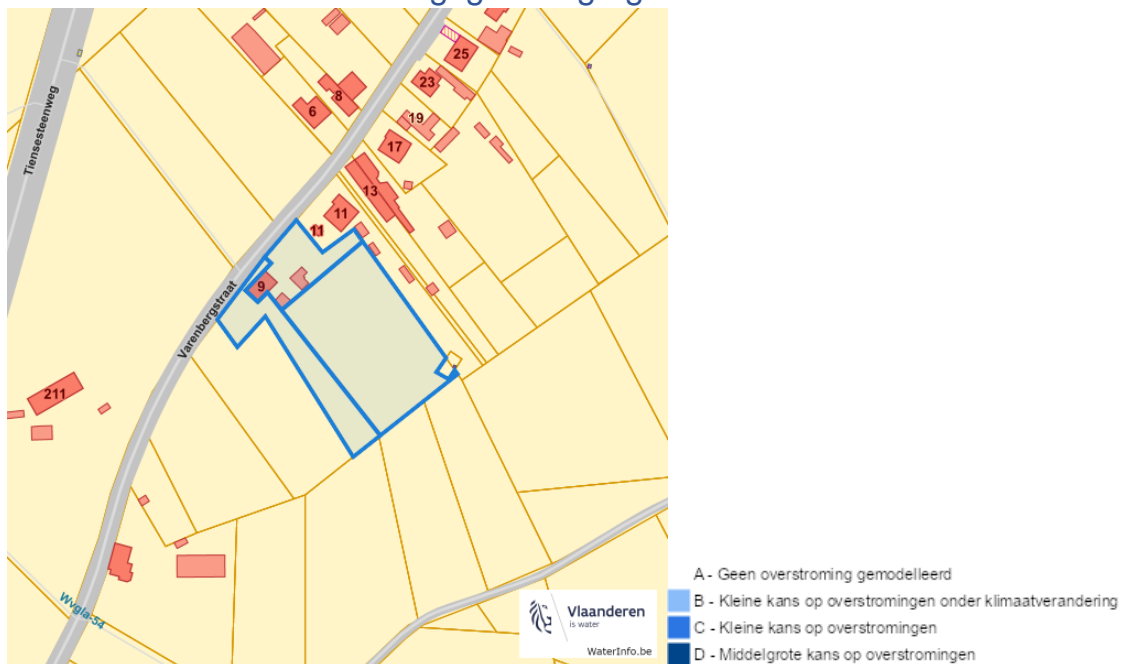 Tiensesteenweg
25
23
8
6
19
17
13
11
11
9
Varenbergstraat
211
Wvgla-54
Vlaanderen
is water
WaterInfo.be
A - Geen overstroming gemodelleerd
B - Kleine kans op overstromingen onder klimaatverandering
C - Kleine kans op overstromingen
D - Middelgrote kans op overstromingen